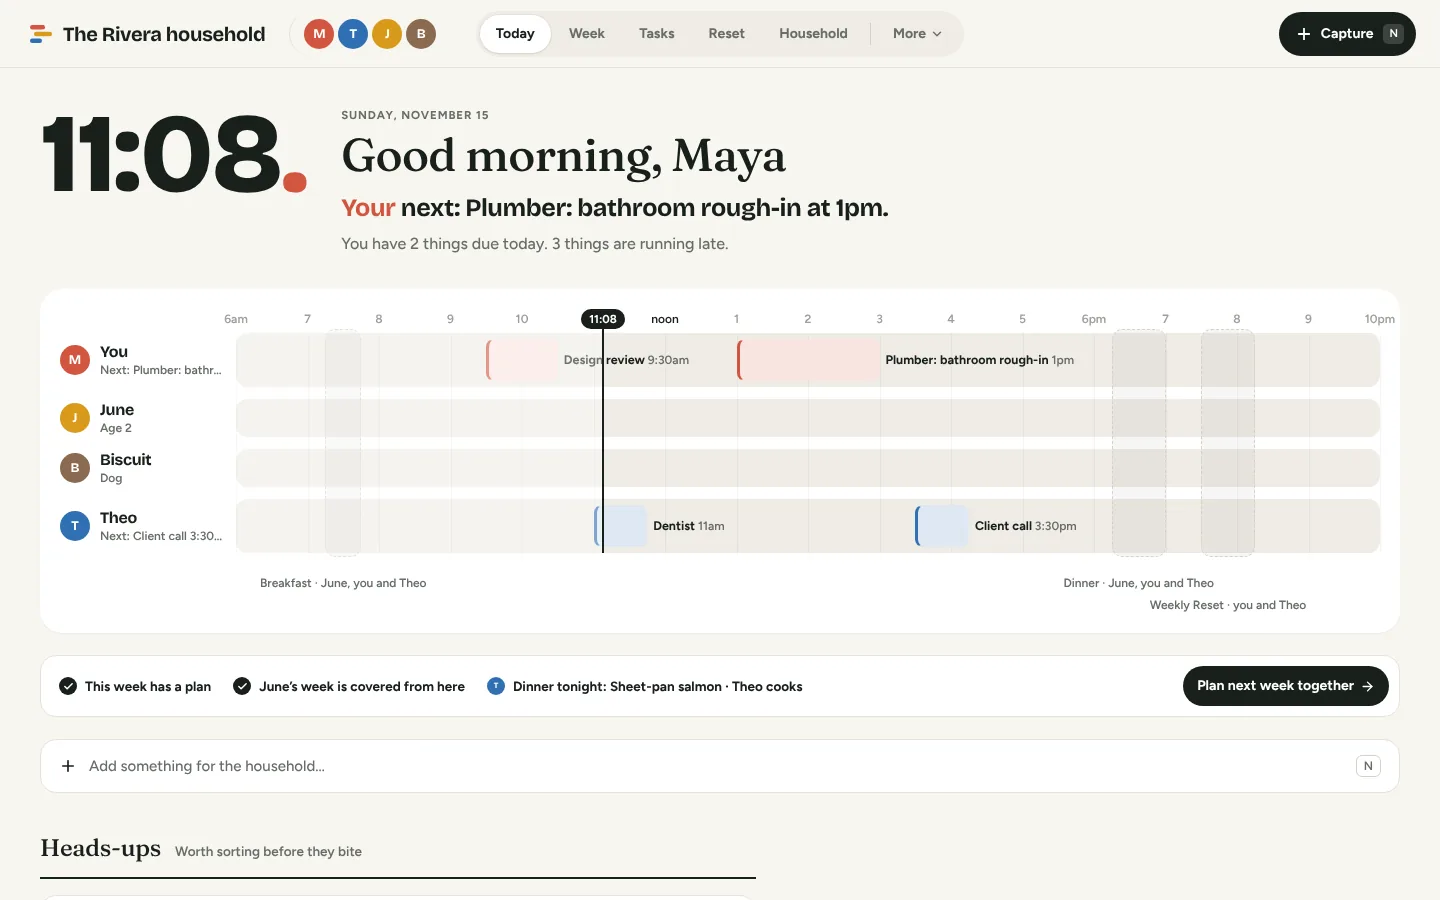 The Rivera household
M T J B
Today Week Tasks Reset Household More
Capture N
11:08.
SUNDAY, NOVEMBER 15
Good morning, Maya
Your next: Plumber: bathroom rough-in at 1pm.
You have 2 things due today. 3 things are running late.
6am 7 8 9 10 11:08 noon 1 2 3 4 5 6pm 7 8 9 10pm
M You
Next: Plumber: bathr...
Design review 9:30am
Plumber: bathroom rough-in 1pm
J June
Age 2
B Biscuit
Dog
T Theo
Next: Client call 3:30...
Dentist 11am
Client call 3:30pm
Breakfast · June, you and Theo
Dinner · June, you and Theo
Weekly Reset · you and Theo
This week has a plan
June’s week is covered from here
T Dinner tonight: Sheet-pan salmon · Theo cooks
Plan next week together →
Add something for the household...
N
Heads-ups
Worth sorting before they bite